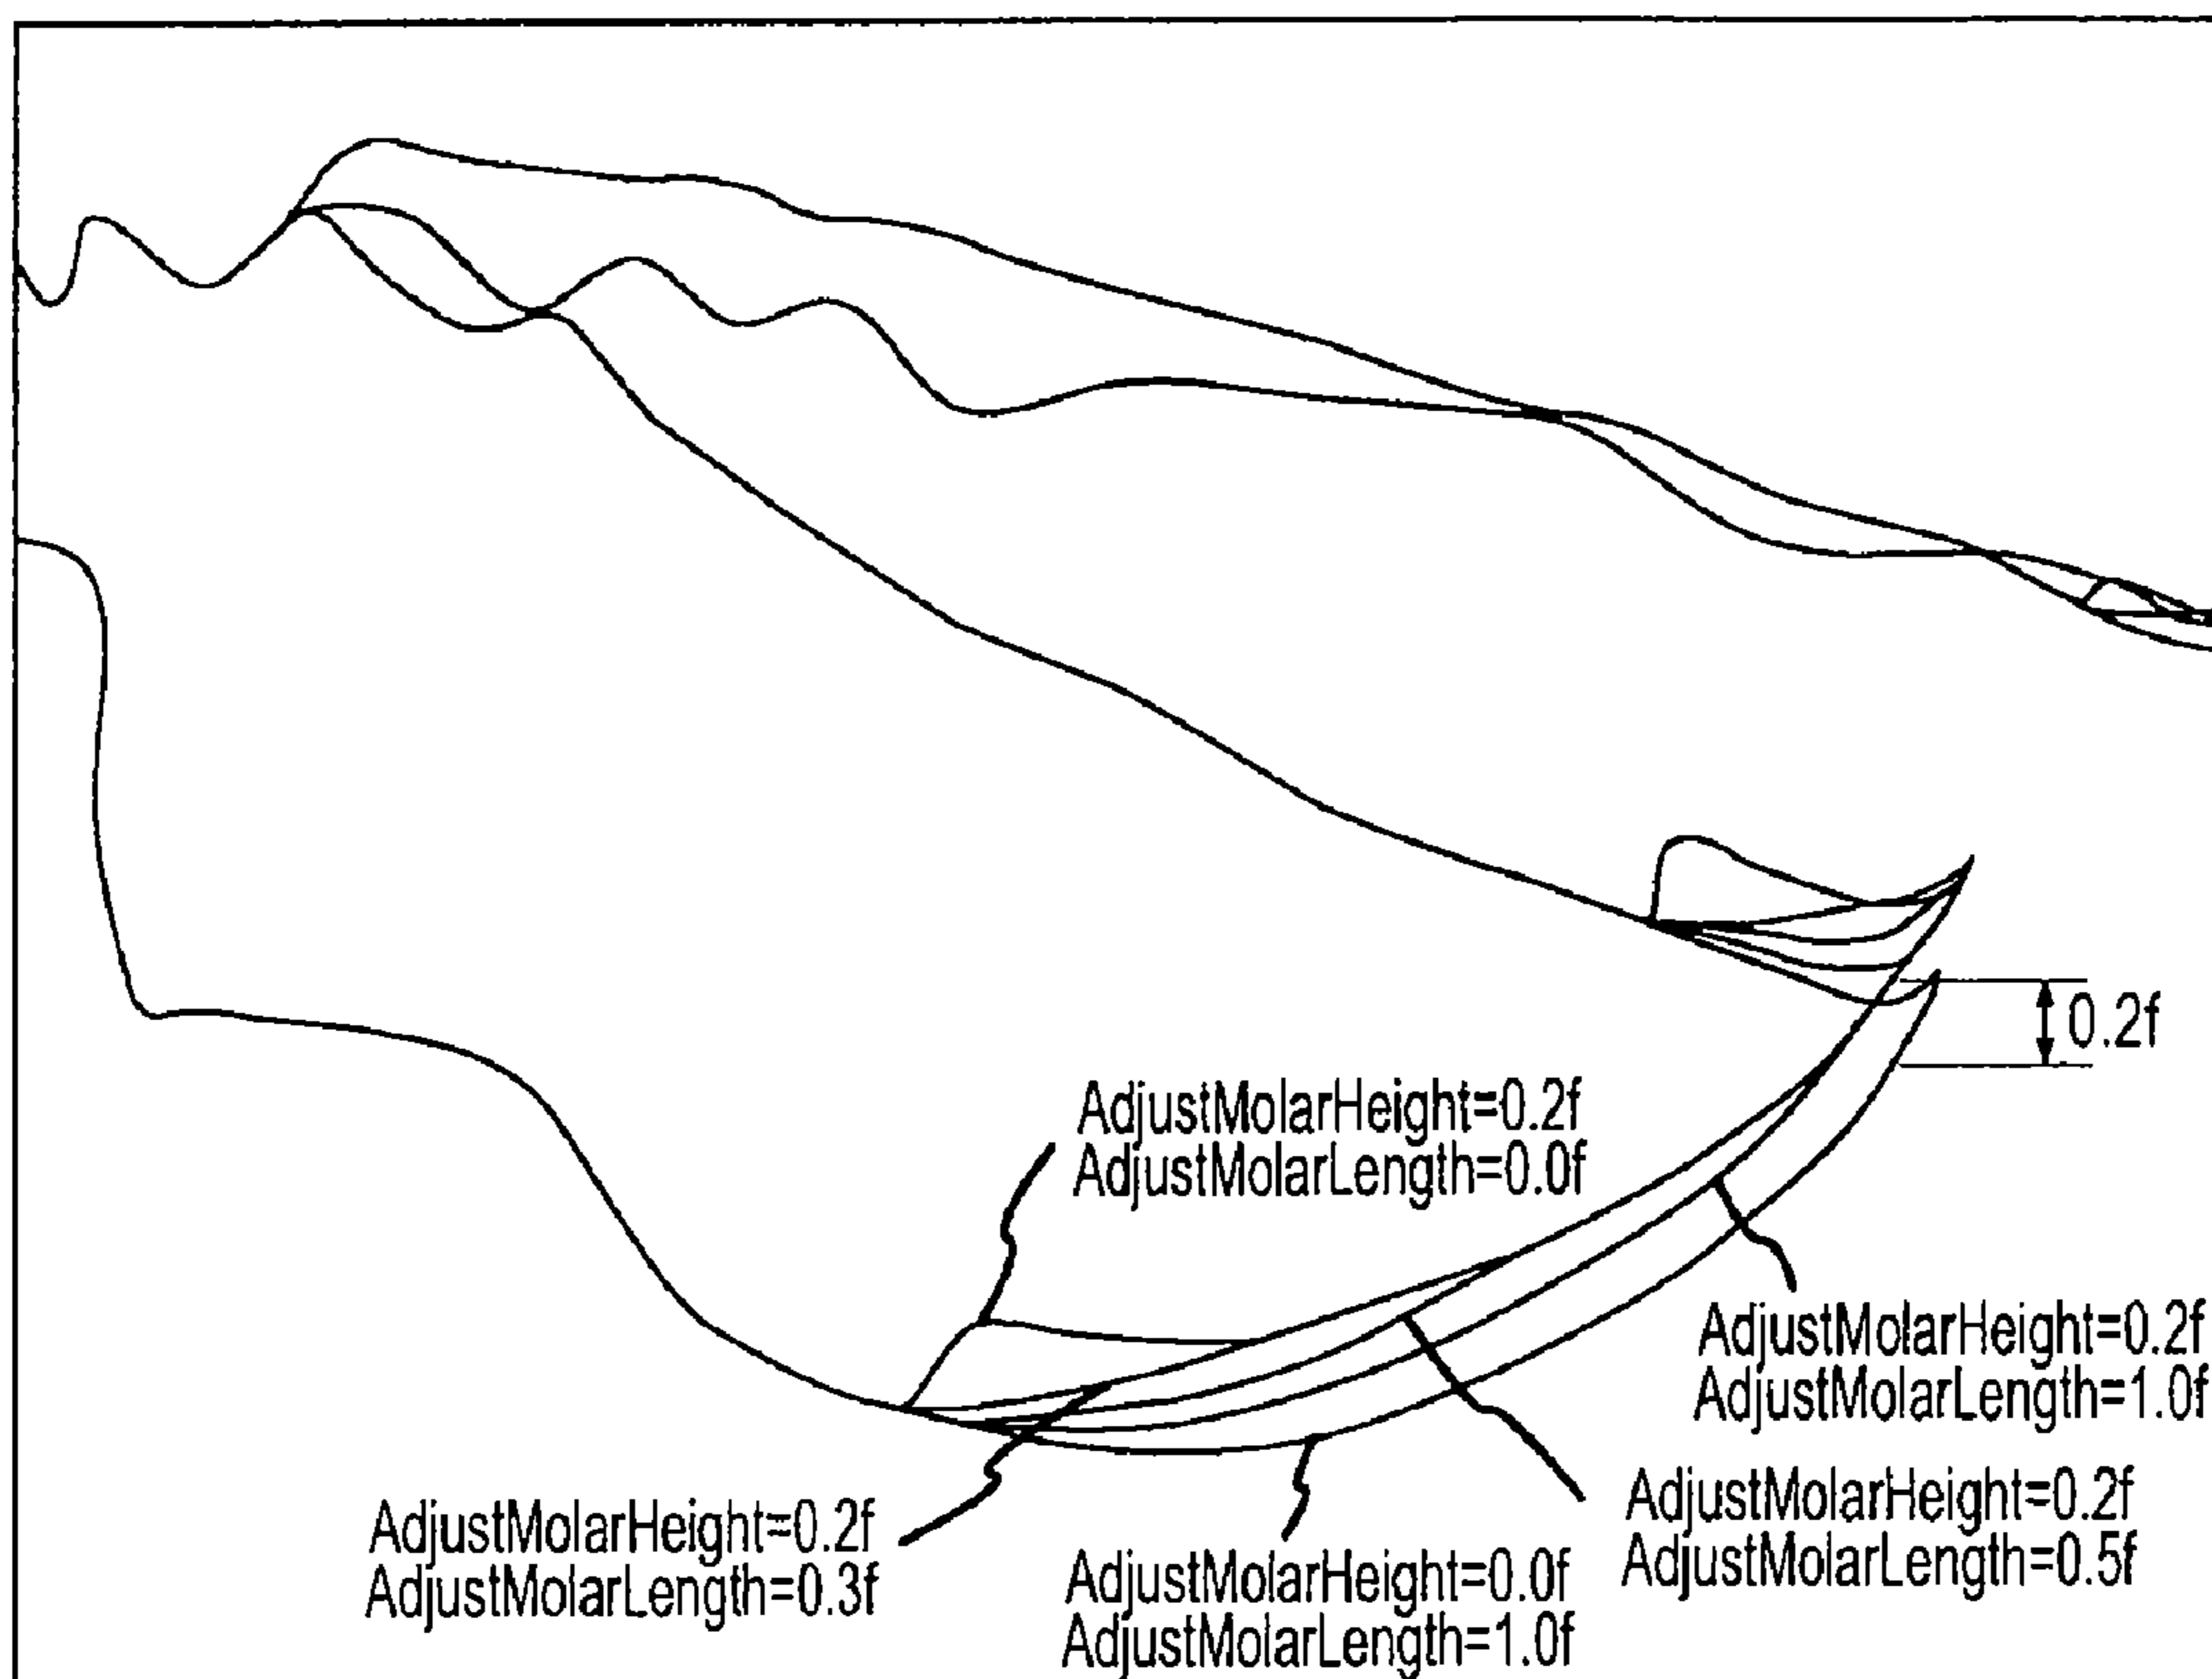 0.2f
AdjustMolarHeight=0.2f
AdjustMolarLength=0.0f
AdjustMolarHeight=0.2f
AdjustMolarLength=1.0f
AdjustMolarHeight=0.2f
AdjustMolarLength=0.5f
AdjustMolarHeight=0.2f
AdjustMolarLength=0.3f
AdjustMolarHeight=0.0f
AdjustMolarLength=1.0f